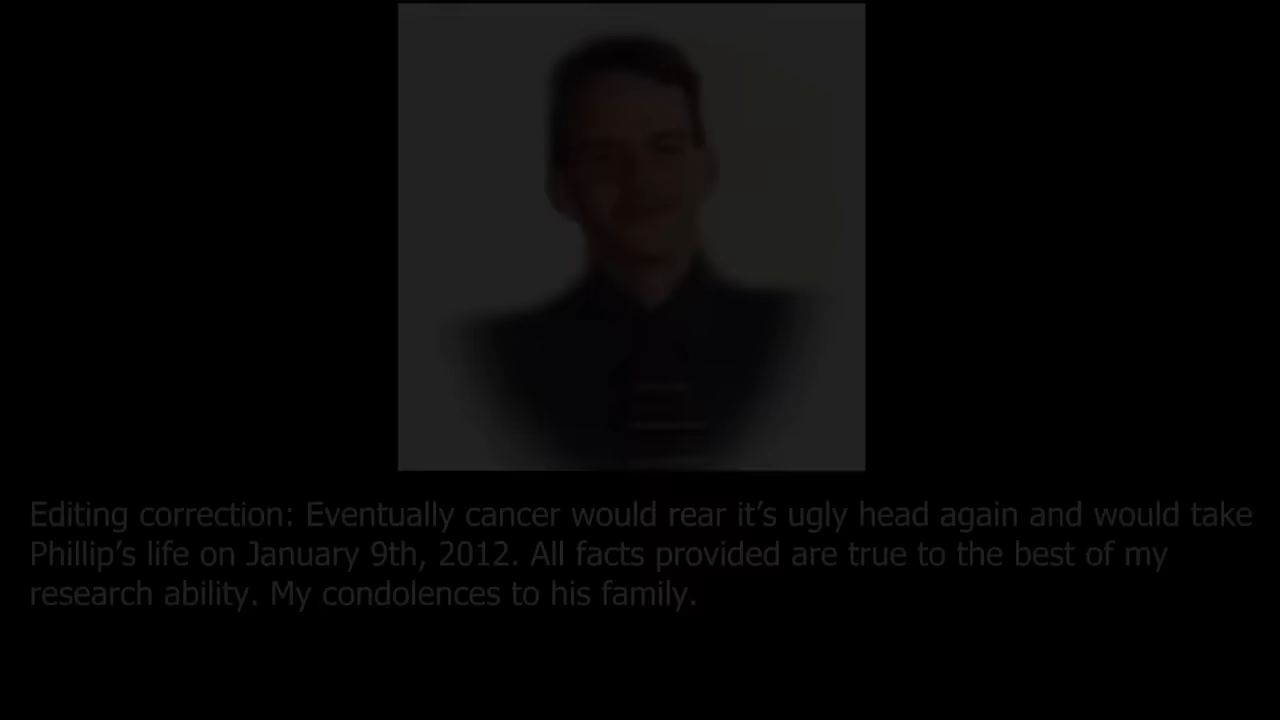 Editing correction: Eventually cancer would rear it’s ugly head again and would take
Phillip’s life on January 9th, 2012. All facts provided are true to the best of my
research ability. My condolences to his family.